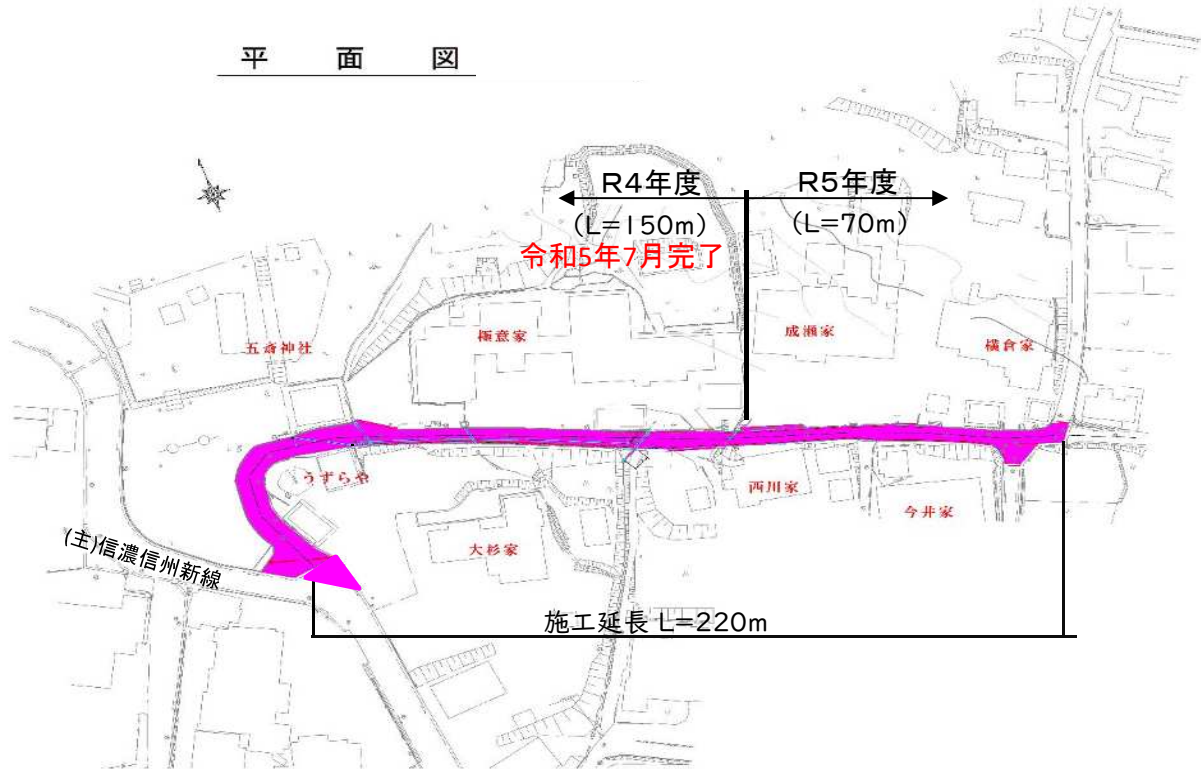 平面図
R4年度
R5年度
(L=150m)
(L=70m)
令和5年7月完了
五斎神社
極意家
成瀬家
横倉家
うずらや
西川家
今井家
大杉家
(主)信濃信州新線
施工延長 L=220m